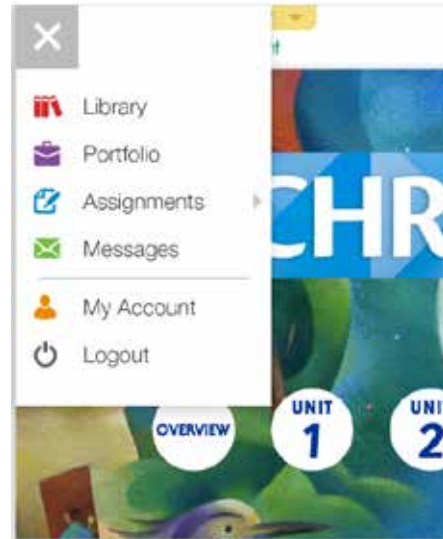 Library
Portfolio
Assignments
Messages
My Account
Logout
CHR
OVERVIEW
UNIT
1
UNI
2